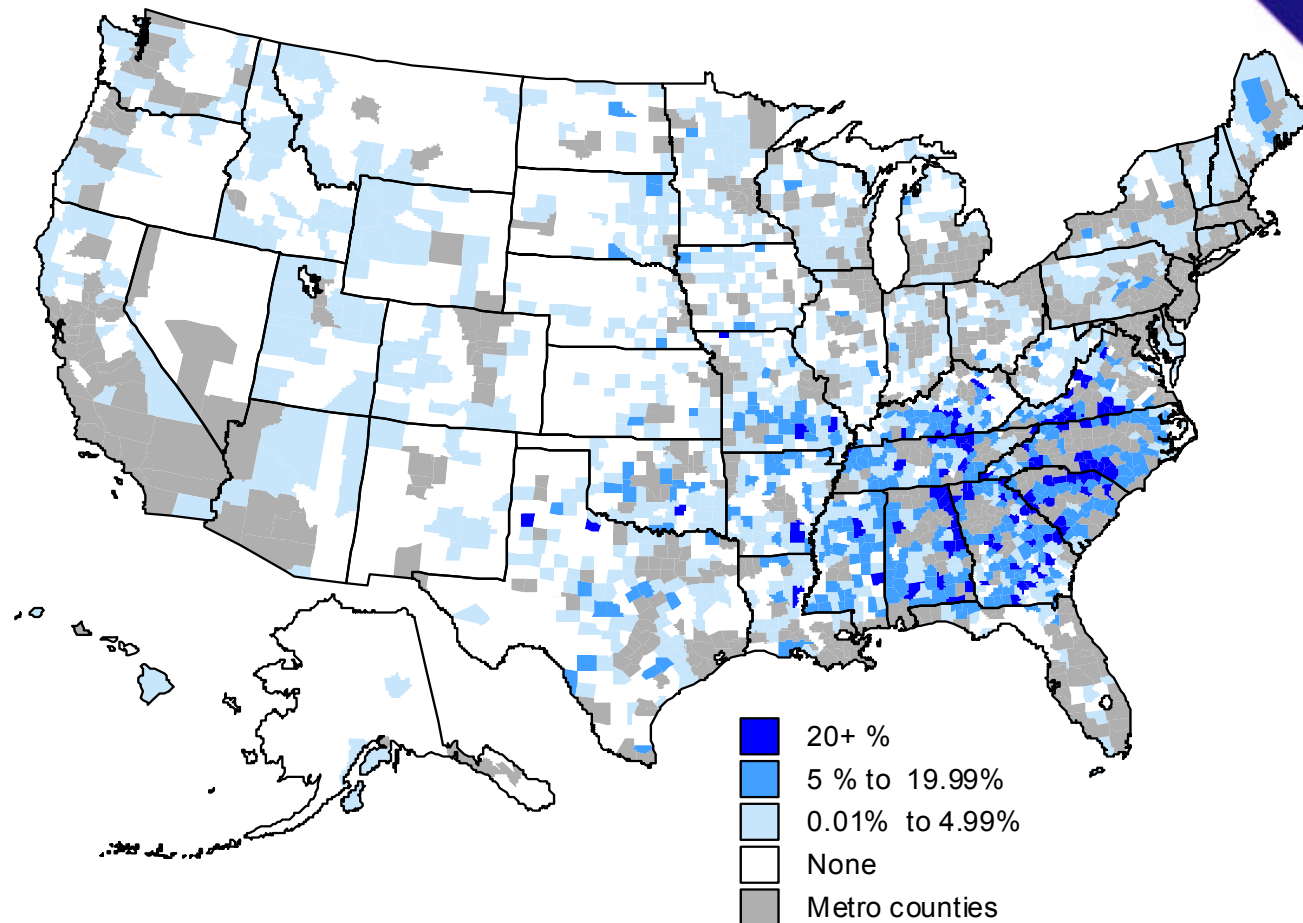 20+ %
5 % to 19.99%
0.01% to 4.99%
None
Metro counties